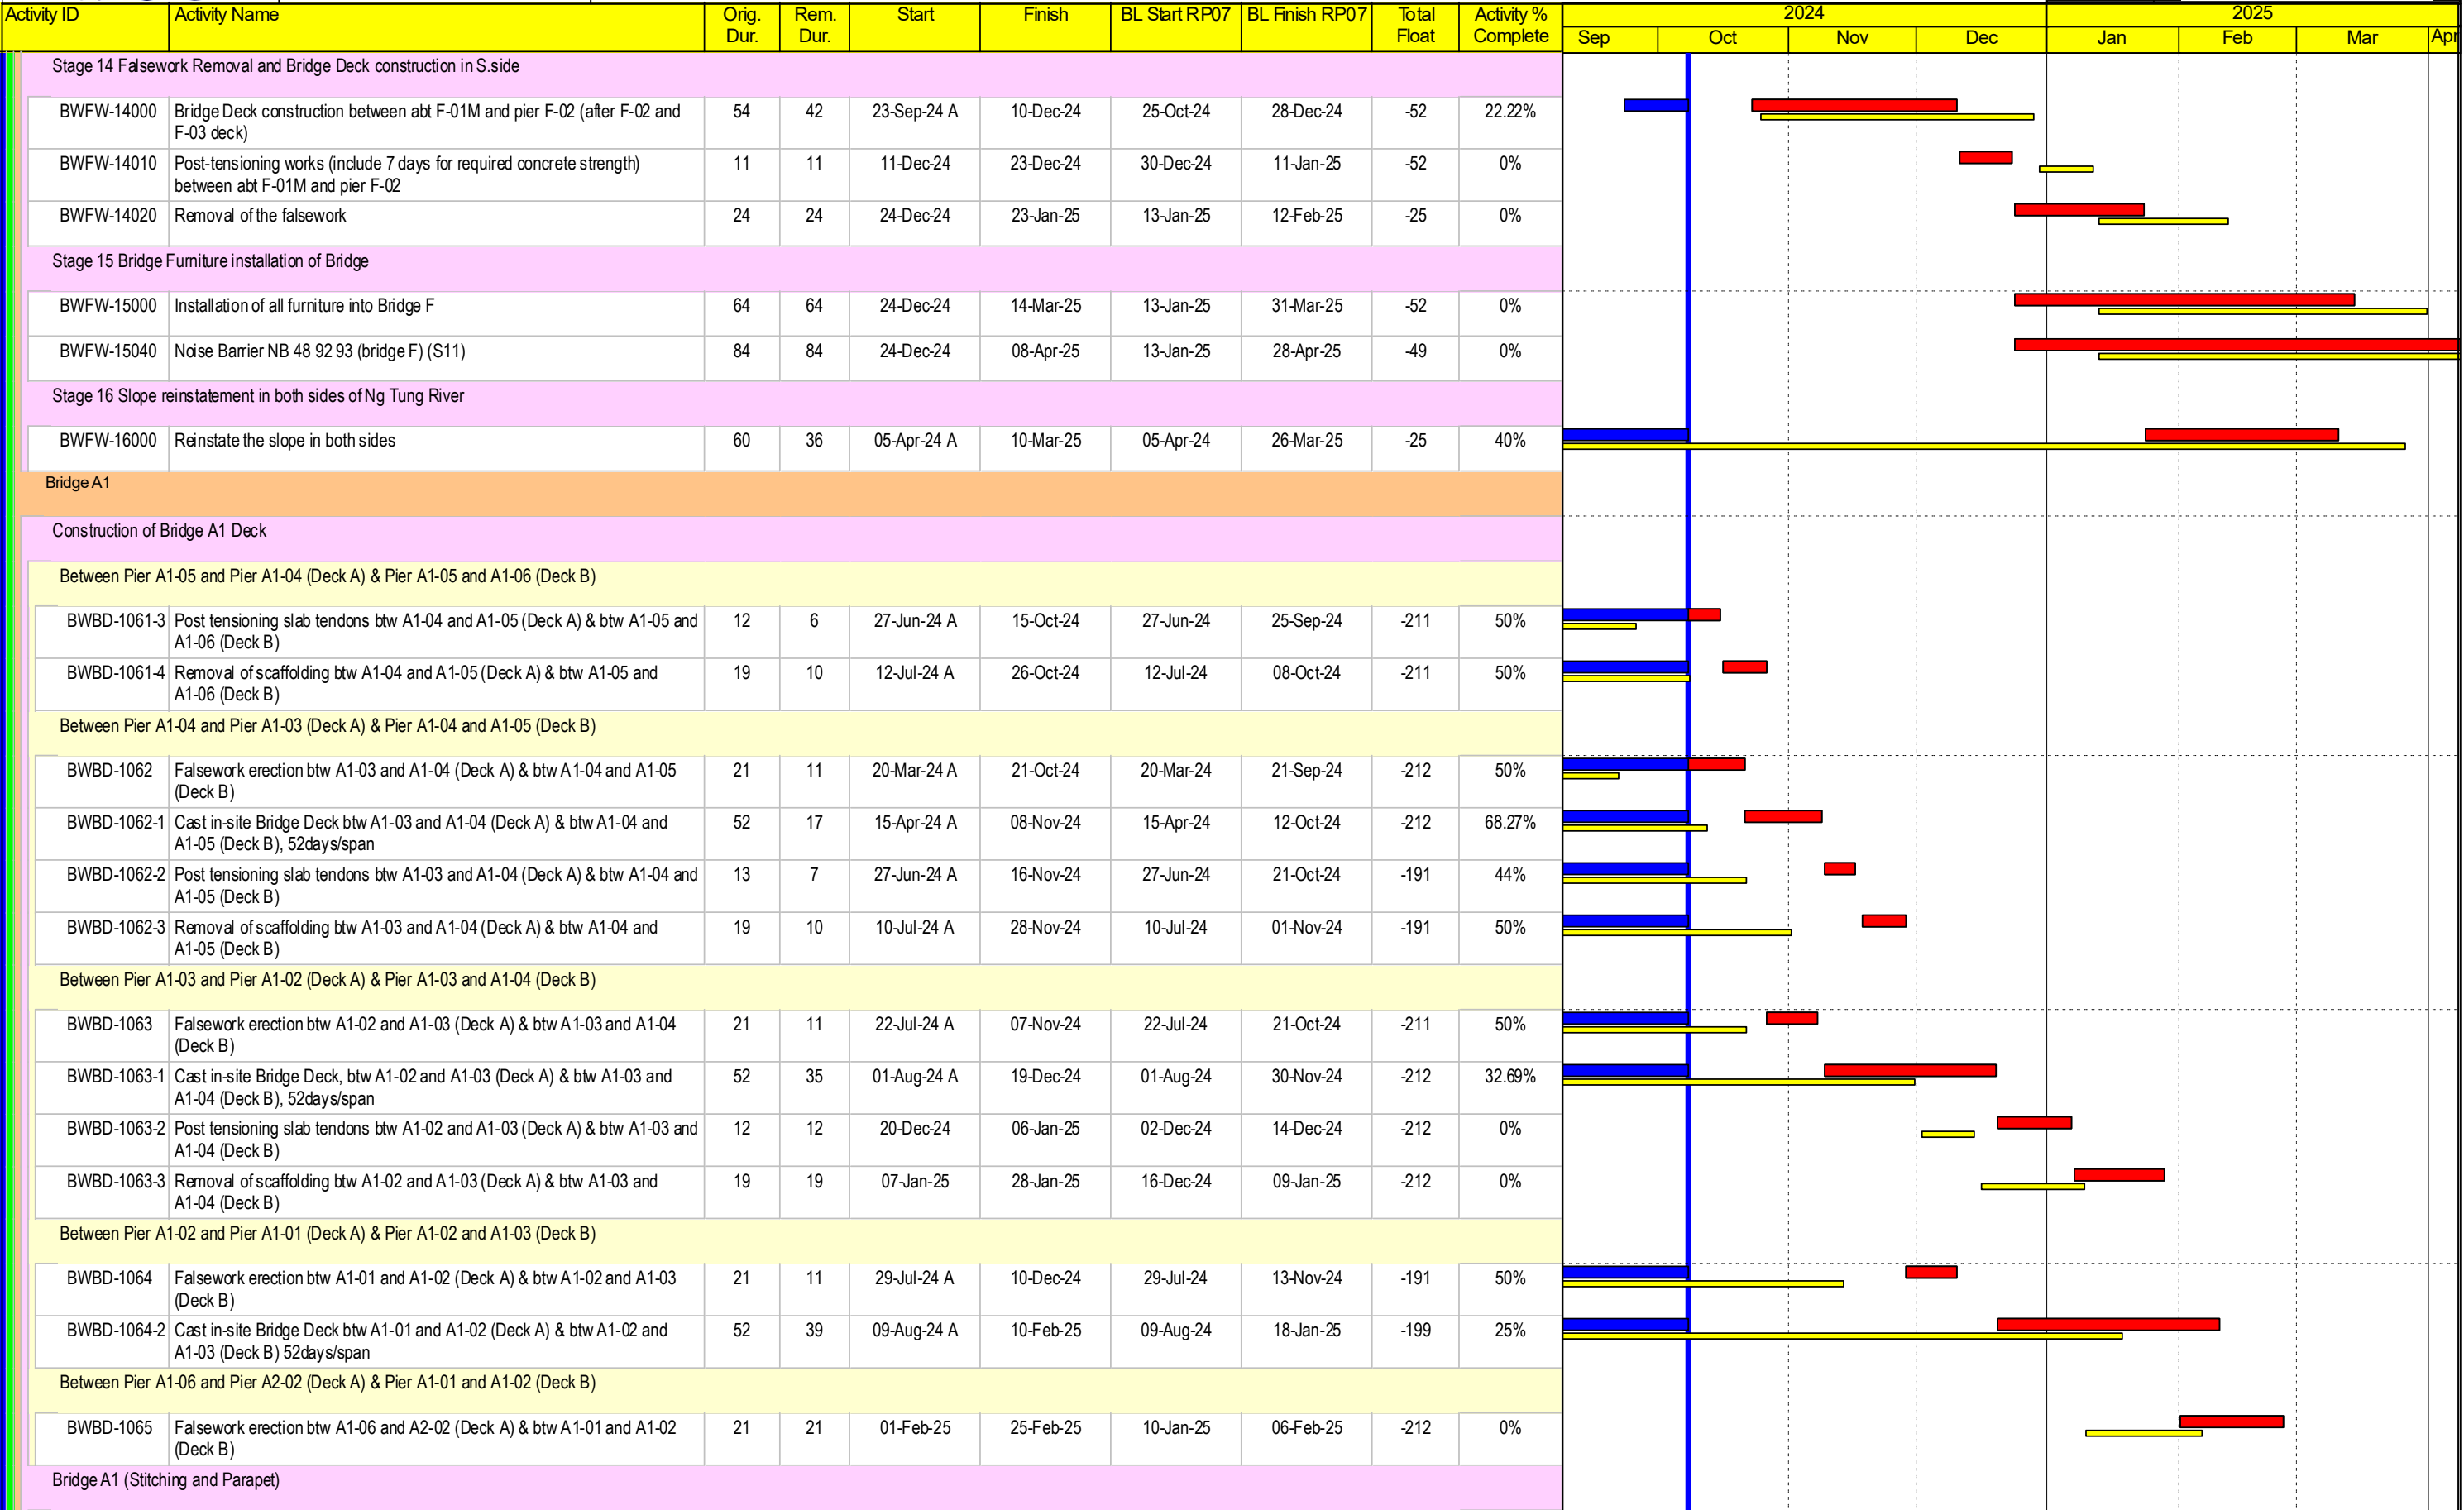 Activity ID Activity Name Orig. Dur. Rem. Dur. Start Finish BL Start RP07 BL Finish RP07 Total Float Activity % Complete 2024 2025
Sep Oct Nov Dec Jan Feb Mar Apr
Stage 14 Falsework Removal and Bridge Deck construction in S.side
BWFW-14000 Bridge Deck construction between abt F-01M and pier F-02 (after F-02 and 54 42 23-Sep-24 A 10-Dec-24 25-Oct-24 28-Dec-24 -52 22.22%
F-03 deck)
BWFW-14010 Post-tensioning works (include 7 days for required concrete strength) 11 11 11-Dec-24 23-Dec-24 30-Dec-24 11-Jan-25 -52 0%
between abt F-01M and pier F-02
BWFW-14020 Removal of the falsework 24 24 24-Dec-24 23-Jan-25 13-Jan-25 12-Feb-25 -25 0%
Stage 15 Bridge Furniture installation of Bridge
BWFW-15000 Installation of all furniture into Bridge F 64 64 24-Dec-24 14-Mar-25 13-Jan-25 31-Mar-25 -52 0%
BWFW-15040 Noise Barrier NB 48 92 93 (bridge F) (S11) 84 84 24-Dec-24 08-Apr-25 13-Jan-25 28-Apr-25 -49 0%
Stage 16 Slope reinstatement in both sides of Ng Tung River
BWFW-16000 Reinstate the slope in both sides 60 36 05-Apr-24 A 10-Mar-25 05-Apr-24 26-Mar-25 -25 40%
Bridge A1
Construction of Bridge A1 Deck
Between Pier A1-05 and Pier A1-04 (Deck A) & Pier A1-05 and A1-06 (Deck B)
BWBD-1061-3 Post tensioning slab tendons btw A1-04 and A1-05 (Deck A) & btw A1-05 and 12 6 27-Jun-24 A 15-Oct-24 27-Jun-24 25-Sep-24 -211 50%
A1-06 (Deck B)
BWBD-1061-4 Removal of scaffolding btw A1-04 and A1-05 (Deck A) & btw A1-05 and 19 10 12-Jul-24 A 26-Oct-24 12-Jul-24 08-Oct-24 -211 50%
A1-06 (Deck B)
Between Pier A1-04 and Pier A1-03 (Deck A) & Pier A1-04 and A1-05 (Deck B)
BWBD-1062 Falsework erection btw A1-03 and A1-04 (Deck A) & btw A1-04 and A1-05 21 11 20-Mar-24 A 21-Oct-24 20-Mar-24 21-Sep-24 -212 50%
(Deck B)
BWBD-1062-1 Cast in-site Bridge Deck btw A1-03 and A1-04 (Deck A) & btw A1-04 and 52 17 15-Apr-24 A 08-Nov-24 15-Apr-24 12-Oct-24 -212 68.27%
A1-05 (Deck B), 52days/span
BWBD-1062-2 Post tensioning slab tendons btw A1-03 and A1-04 (Deck A) & btw A1-04 and 13 7 27-Jun-24 A 16-Nov-24 27-Jun-24 21-Oct-24 -191 44%
A1-05 (Deck B)
BWBD-1062-3 Removal of scaffolding btw A1-03 and A1-04 (Deck A) & btw A1-04 and 19 10 10-Jul-24 A 28-Nov-24 10-Jul-24 01-Nov-24 -191 50%
A1-05 (Deck B)
Between Pier A1-03 and Pier A1-02 (Deck A) & Pier A1-03 and A1-04 (Deck B)
BWBD-1063 Falsework erection btw A1-02 and A1-03 (Deck A) & btw A1-03 and A1-04 21 11 22-Jul-24 A 07-Nov-24 22-Jul-24 21-Oct-24 -211 50%
(Deck B)
BWBD-1063-1 Cast in-site Bridge Deck, btw A1-02 and A1-03 (Deck A) & btw A1-03 and 52 35 01-Aug-24 A 19-Dec-24 01-Aug-24 30-Nov-24 -212 32.69%
A1-04 (Deck B), 52days/span
BWBD-1063-2 Post tensioning slab tendons btw A1-02 and A1-03 (Deck A) & btw A1-03 and 12 12 20-Dec-24 06-Jan-25 02-Dec-24 14-Dec-24 -212 0%
A1-04 (Deck B)
BWBD-1063-3 Removal of scaffolding btw A1-02 and A1-03 (Deck A) & btw A1-03 and 19 19 07-Jan-25 28-Jan-25 16-Dec-24 09-Jan-25 -212 0%
A1-04 (Deck B)
Between Pier A1-02 and Pier A1-01 (Deck A) & Pier A1-02 and A1-03 (Deck B)
BWBD-1064 Falsework erection btw A1-01 and A1-02 (Deck A) & btw A1-02 and A1-03 21 11 29-Jul-24 A 10-Dec-24 29-Jul-24 13-Nov-24 -191 50%
(Deck B)
BWBD-1064-2 Cast in-site Bridge Deck btw A1-01 and A1-02 (Deck A) & btw A1-02 and 52 39 09-Aug-24 A 10-Feb-25 09-Aug-24 18-Jan-25 -199 25%
A1-03 (Deck B) 52days/span
Between Pier A1-06 and Pier A2-02 (Deck A) & Pier A1-01 and A1-02 (Deck B)
BWBD-1065 Falsework erection btw A1-06 and A2-02 (Deck A) & btw A1-01 and A1-02 21 21 01-Feb-25 25-Feb-25 10-Jan-25 06-Feb-25 -212 0%
(Deck B)
Bridge A1 (Stitching and Parapet)